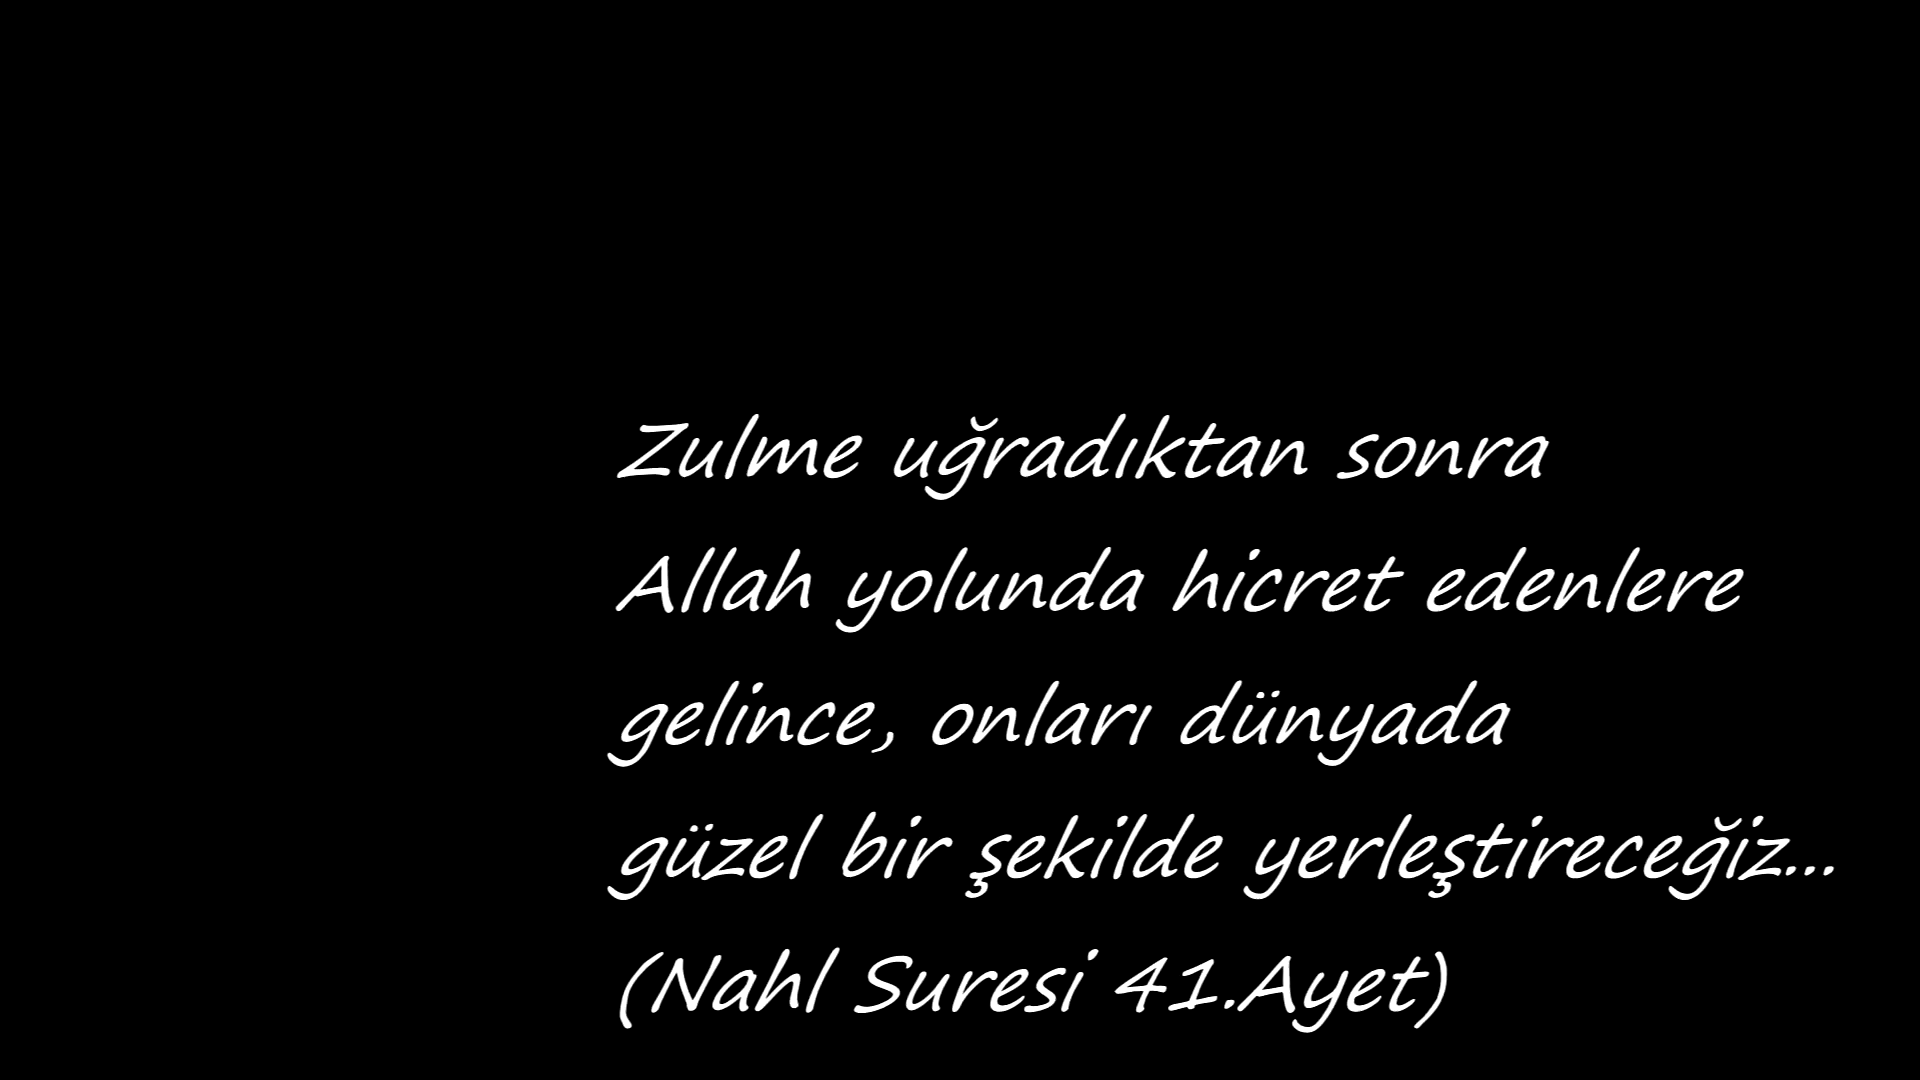 Zulme uğradıktan sonra
Allah yolunda hicret edenlere
gelince, onları dünyada
güzel bir şekilde yerleştireceğiz...
(Nahl Suresi 41.Ayet)